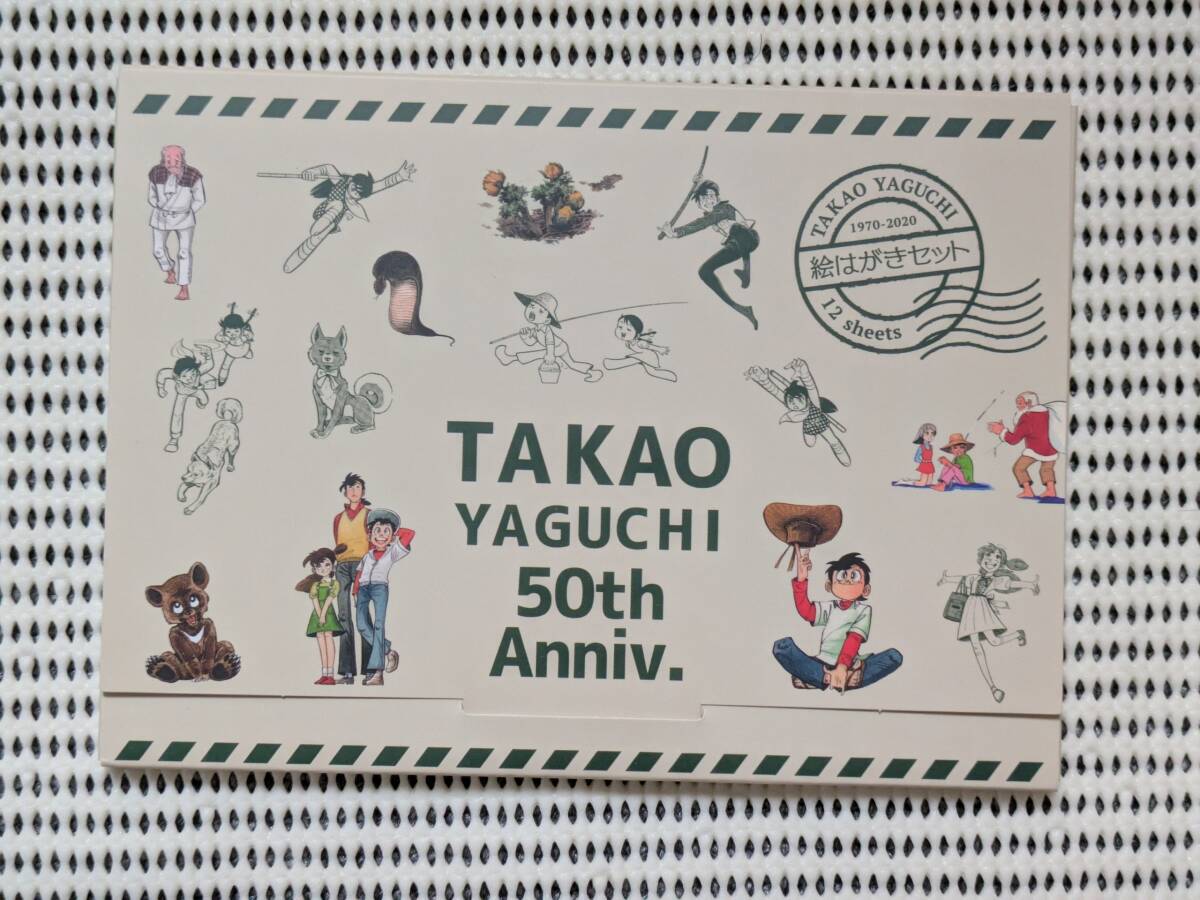 TAKAO YAGUCHI
1970-2020
絵はがきセット
12 sheets
TAKAO
YAGUCHI
50th
Anniv.